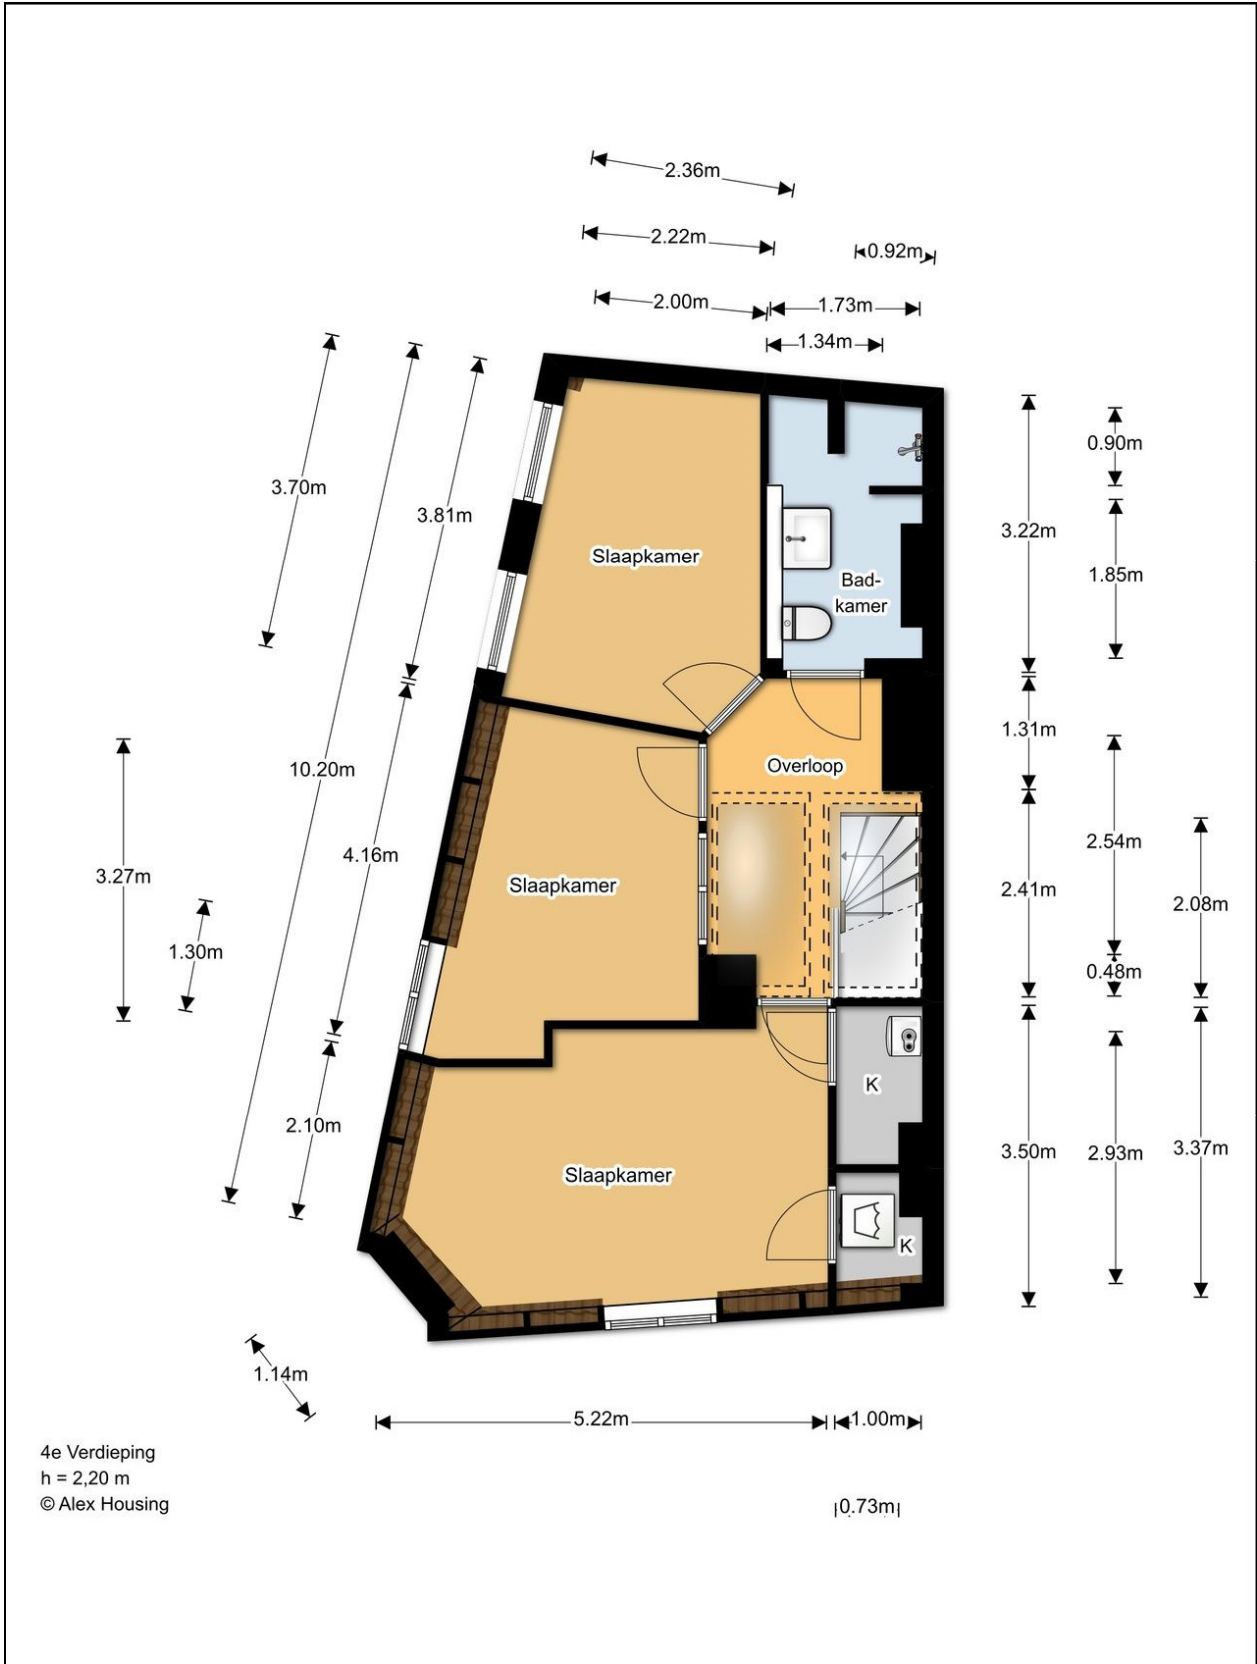 2.36m
2.22m
0.92m
2.00m
1.73m
1.34m
3.70m
3.81m
10.20m
4.16m
3.27m
1.30m
2.10m
1.14m
Slaapkamer
Bad-
kamer
Overloop
Slaapkamer
K
Slaapkamer
K
3.22m
0.90m
1.85m
1.31m
2.54m
2.41m
2.08m
0.48m
3.50m
2.93m
3.37m
5.22m
1.00m
0.73m
4e Verdieping
h = 2,20 m
© Alex Housing